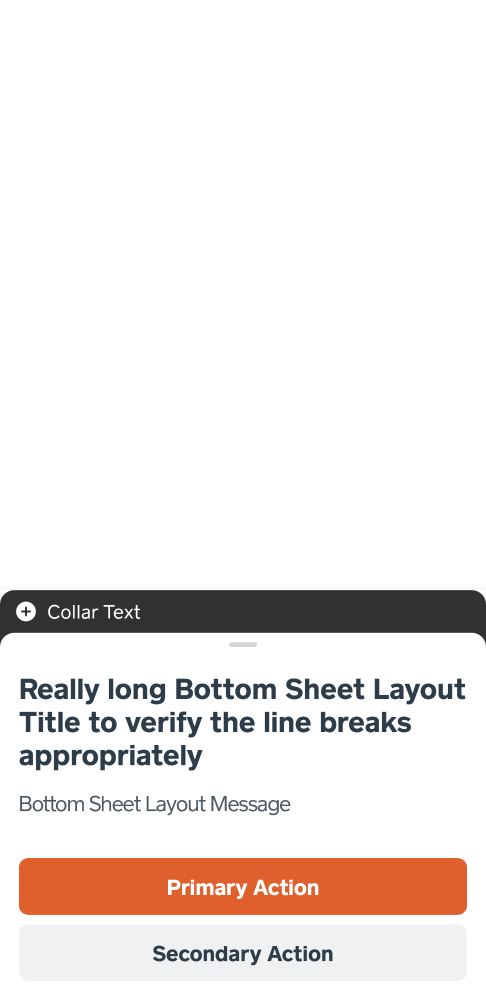 Collar Text
Really long Bottom Sheet Layout
Title to verify the line breaks
appropriately
Bottom Sheet Layout Message
Primary Action
Secondary Action